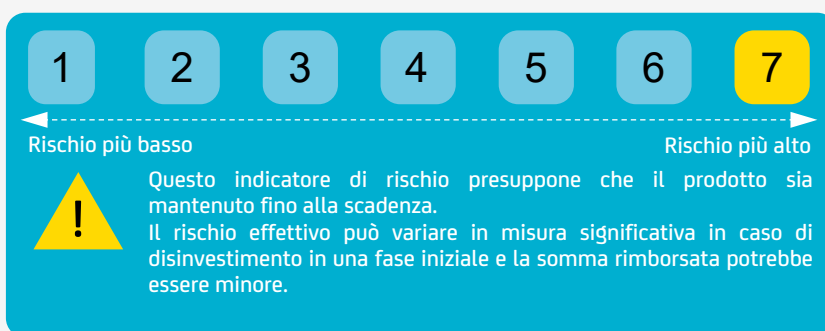 1 2 3 4 5 6 7
Rischio più basso Rischio più alto
!
Questo indicatore di rischio presuppone che il prodotto sia
mantenuto fino alla scadenza.
Il rischio effettivo può variare in misura significativa in caso di
disinvestimento in una fase iniziale e la somma rimborsata potrebbe
essere minore.